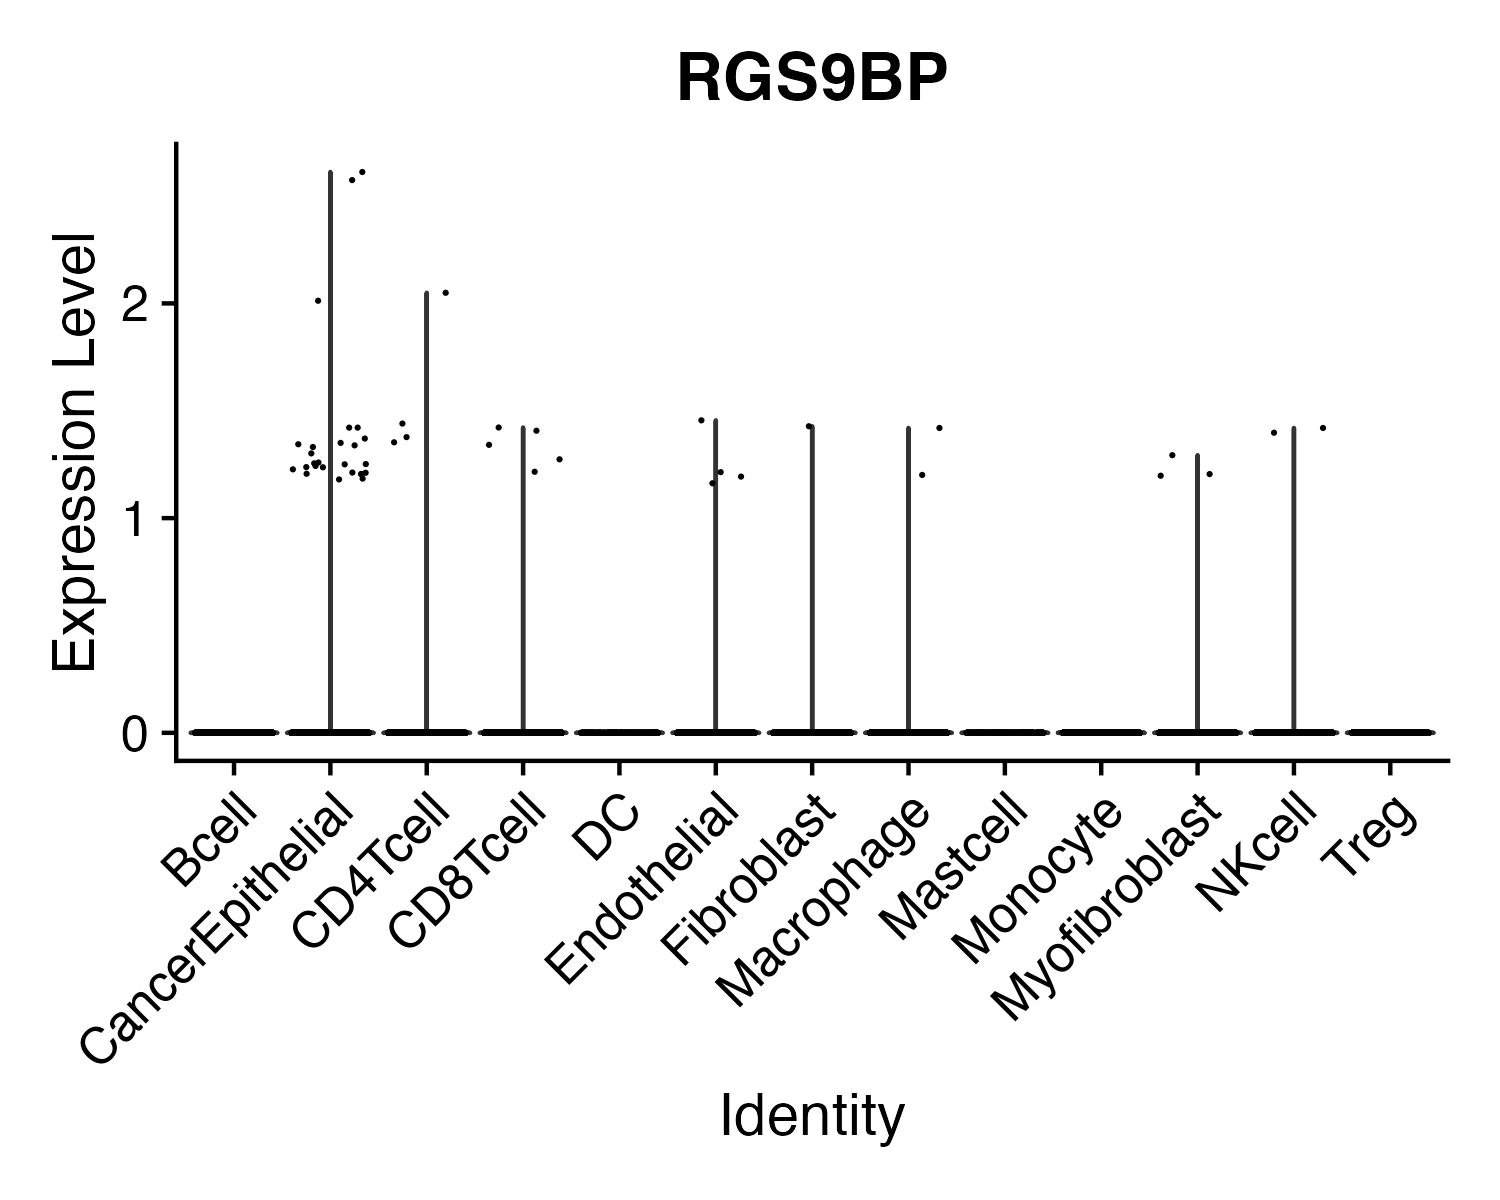 RGS9BP
Expression Level
2
1
0
Bcell
CancerEpithelial
CD4Tcell
CD8Tcell
DC
Endothelial
Fibroblast
Macrophage
Mastcell
Monocyte
Myofibroblast
NKcell
Treg
Identity